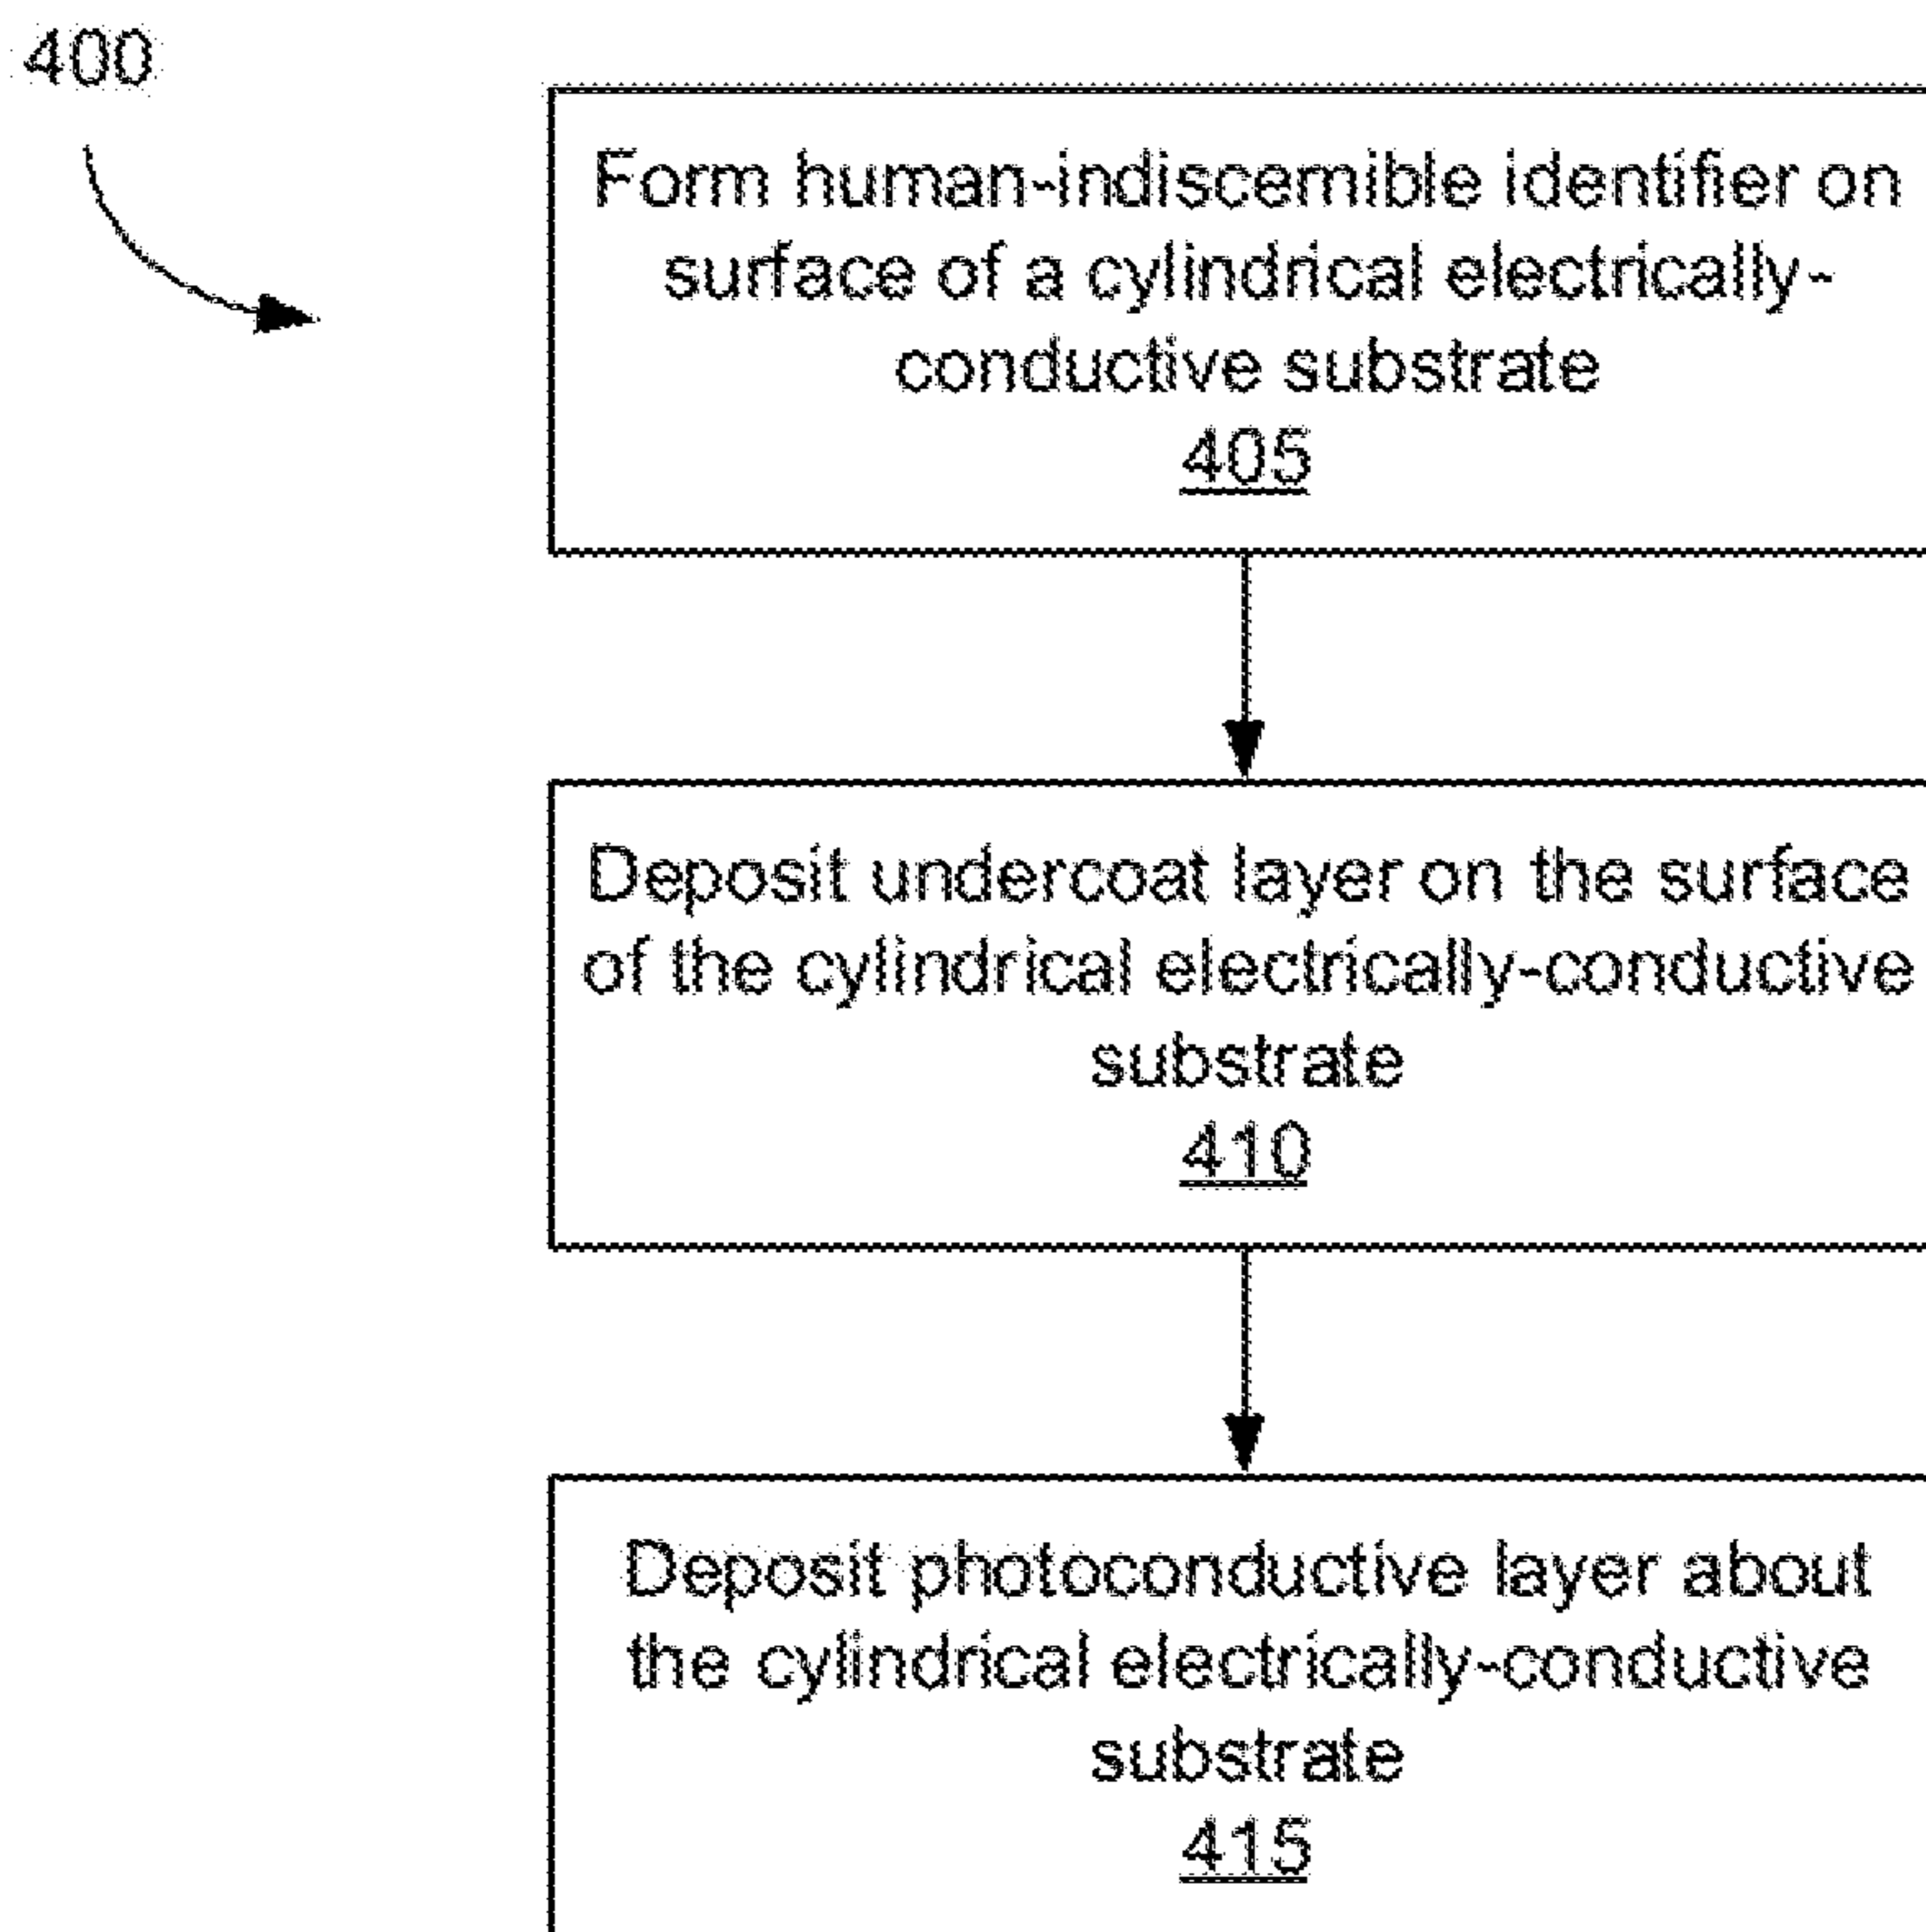 400
Form human-indiscernible identifier on
surface of a cylindrical electrically-
conductive substrate
405
Deposit undercoat layer on the surface
of the cylindrical electrically-conductive
substrate
410
Deposit photoconductive layer about
the cylindrical electrically-conductive
substrate
415